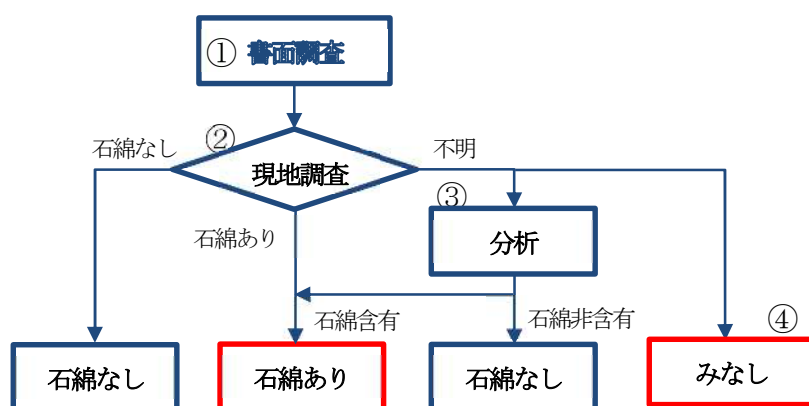 ① 書面調査
②
石綿なし
不明
現地調査
③
石綿あり
分析
石綿含有
石綿非含有
④
石綿なし
石綿あり
石綿なし
みなし